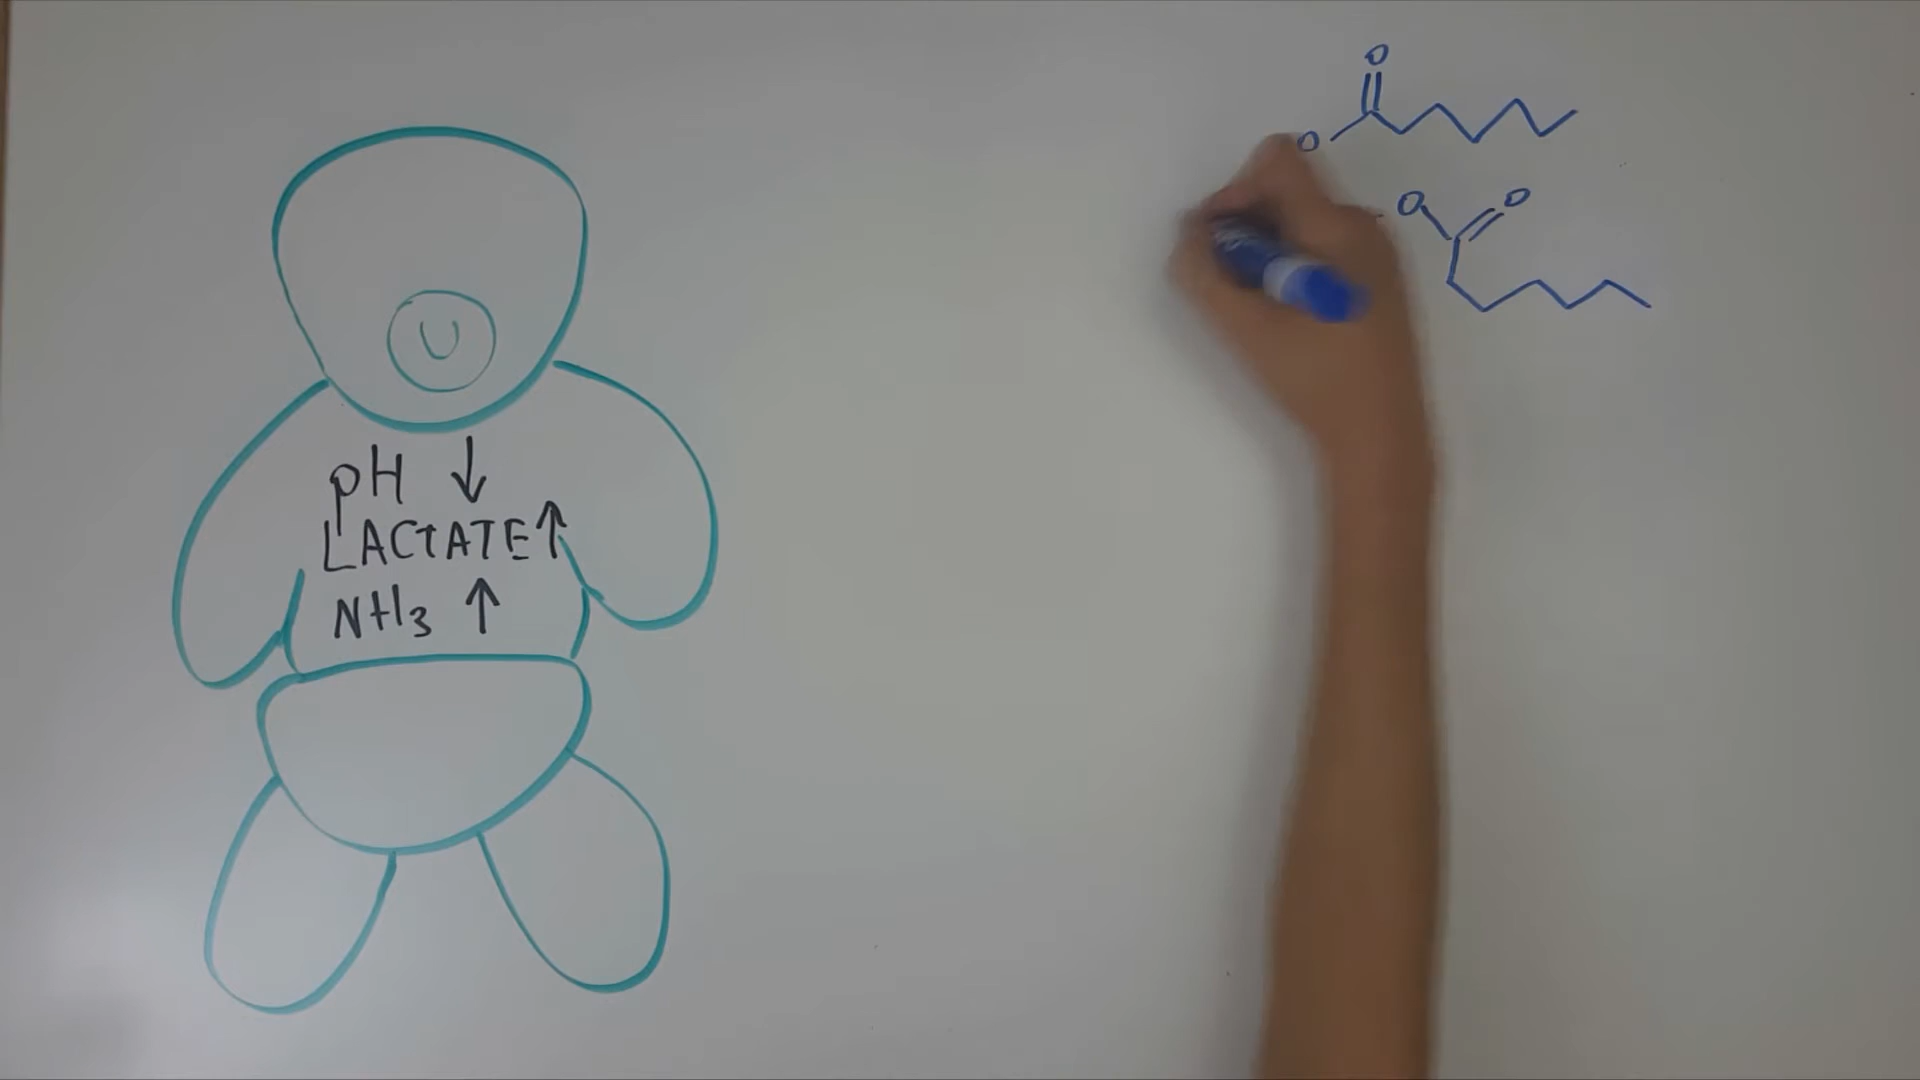 pH ↓
LACTATE ↑
NH3 ↑
O
O
O
O